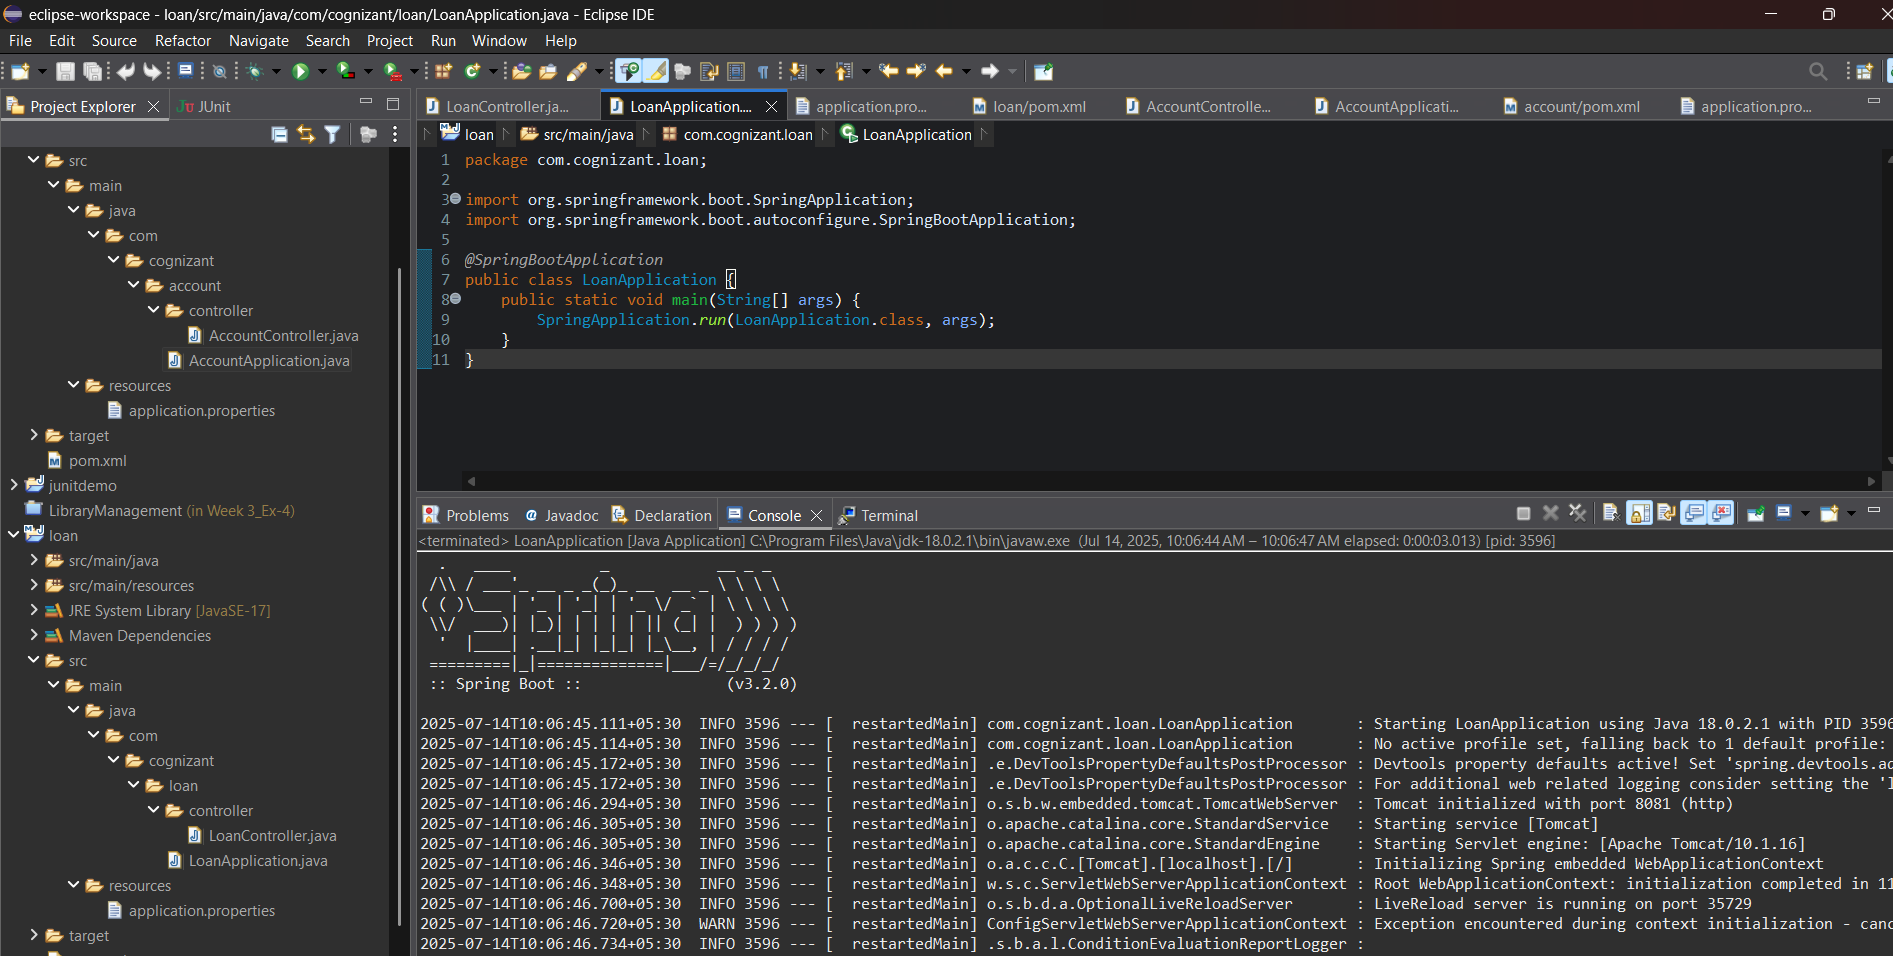 eclipse-workspace - loan/src/main/java/com/cognizant/loan/LoanApplication.java - Eclipse IDE
File Edit Source Refactor Navigate Search Project Run Window Help
Project Explorer
JUnit
src
main
java
com
cognizant
account
controller
AccountController.java
AccountApplication.java
resources
application.properties
target
pom.xml
junitdemo
LibraryManagement (in Week 3_Ex-4)
loan
src/main/java
src/main/resources
JRE System Library [JavaSE-17]
Maven Dependencies
src
main
java
com
cognizant
loan
controller
LoanController.java
LoanApplication.java
resources
application.properties
target
LoanController.ja...
LoanApplication....
application.pro...
loan/pom.xml
AccountControlle...
AccountApplicati...
account/pom.xml
application.pro...
loan src/main/java com.cognizant.loan LoanApplication
1 package com.cognizant.loan;
2
3 import org.springframework.boot.SpringApplication;
4 import org.springframework.boot.autoconfigure.SpringBootApplication;
5
6 @SpringBootApplication
7 public class LoanApplication {
8 public static void main(String[] args) {
9 SpringApplication.run(LoanApplication.class, args);
10 }
11 }
Problems Javadoc Declaration Console Terminal
<terminated> LoanApplication [Java Application] C:\Program Files\Java\jdk-18.0.2.1\bin\javaw.exe (Jul 14, 2025, 10:06:44 AM – 10:06:47 AM elapsed: 0:00:03.013) [pid: 3596]
  .   ____          _            __ _ _
 /\\ / ___'_ __ _ _(_)_ __  __ _ \ \ \ \
( ( )\___ | '_ | '_| | '_ \/ _` | \ \ \ \
 \\/  ___)| |_)| | | | | || (_| |  ) ) ) )
  '  |____| .__|_| |_|_| |_\__, | / / / /
 =========|_|==============|___/=/_/_/_/
 :: Spring Boot ::                (v3.2.0)
2025-07-14T10:06:45.111+05:30  INFO 3596 --- [  restartedMain] com.cognizant.loan.LoanApplication       : Starting LoanApplication using Java 18.0.2.1 with PID 3596
2025-07-14T10:06:45.114+05:30  INFO 3596 --- [  restartedMain] com.cognizant.loan.LoanApplication       : No active profile set, falling back to 1 default profile:
2025-07-14T10:06:45.172+05:30  INFO 3596 --- [  restartedMain] .e.DevToolsPropertyDefaultsPostProcessor : Devtools property defaults active! Set 'spring.devtools.ad
2025-07-14T10:06:45.172+05:30  INFO 3596 --- [  restartedMain] .e.DevToolsPropertyDefaultsPostProcessor : For additional web related logging consider setting the 'l
2025-07-14T10:06:46.294+05:30  INFO 3596 --- [  restartedMain] o.s.b.w.embedded.tomcat.TomcatWebServer  : Tomcat initialized with port 8081 (http)
2025-07-14T10:06:46.305+05:30  INFO 3596 --- [  restartedMain] o.apache.catalina.core.StandardService   : Starting service [Tomcat]
2025-07-14T10:06:46.305+05:30  INFO 3596 --- [  restartedMain] o.apache.catalina.core.StandardEngine    : Starting Servlet engine: [Apache Tomcat/10.1.16]
2025-07-14T10:06:46.346+05:30  INFO 3596 --- [  restartedMain] o.a.c.c.C.[Tomcat].[localhost].[/]       : Initializing Spring embedded WebApplicationContext
2025-07-14T10:06:46.348+05:30  INFO 3596 --- [  restartedMain] w.s.c.ServletWebServerApplicationContext : Root WebApplicationContext: initialization completed in 11
2025-07-14T10:06:46.700+05:30  INFO 3596 --- [  restartedMain] o.s.b.d.a.OptionalLiveReloadServer       : LiveReload server is running on port 35729
2025-07-14T10:06:46.720+05:30  WARN 3596 --- [  restartedMain] ConfigServletWebServerApplicationContext : Exception encountered during context initialization - canc
2025-07-14T10:06:46.734+05:30  INFO 3596 --- [  restartedMain] .s.b.a.l.ConditionEvaluationReportLogger :